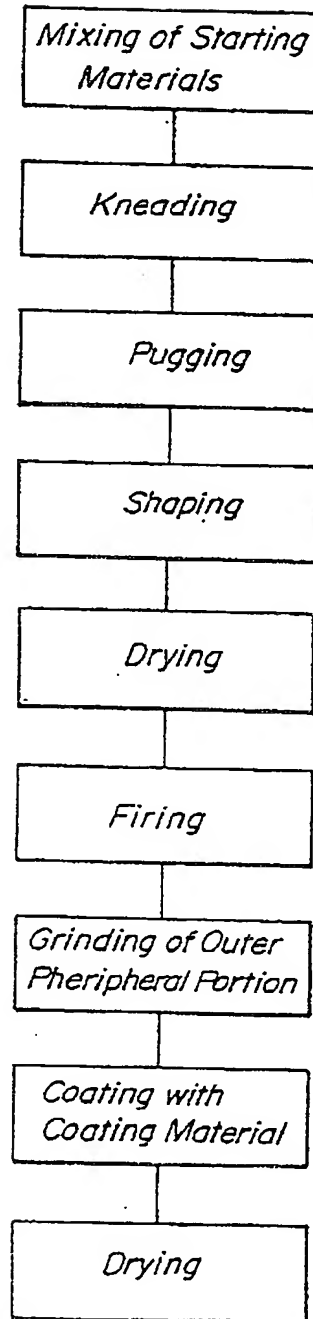 Mixing of Starting
Materials
Kneading
Pugging
Shaping
Drying
Firing
Grinding of Outer
Pheripheral Portion
Coating with
Coating Material
Drying